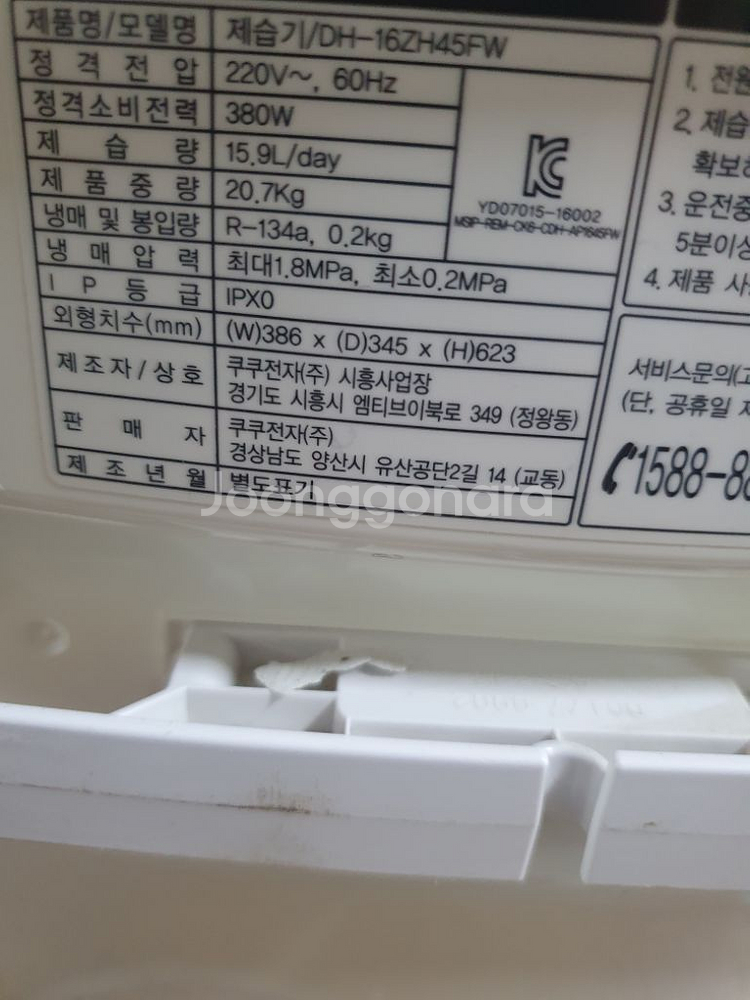 제품명/모델명 제습기/DH-16ZH45FW
정격전압 220V~, 60Hz
정격소비전력 380W
제습량 15.9L/day
제품중량 20.7Kg
냉매 및 봉입량 R-134a, 0.2kg
냉매압력 최대1.8MPa, 최소0.2MPa
IP등급 IPX0
외형치수(mm) (W)386 x (D)345 x (H)623
제조자/상호 쿠쿠전자(주) 시흥사업장
경기도 시흥시 엠티브이북로 349 (정왕동)
판매자 쿠쿠전자(주)
경상남도 양산시 유산공단2길 14 (교동)
제조년월 별도표기
YD07015-16002
MSIP-REM-CK6-CDH-AP1645FW
1. 전원
2. 제습
확보하
3. 운전중
5분이상
4. 제품 사
서비스문의(고
(단, 공휴일 
1588-88
Joonggonara